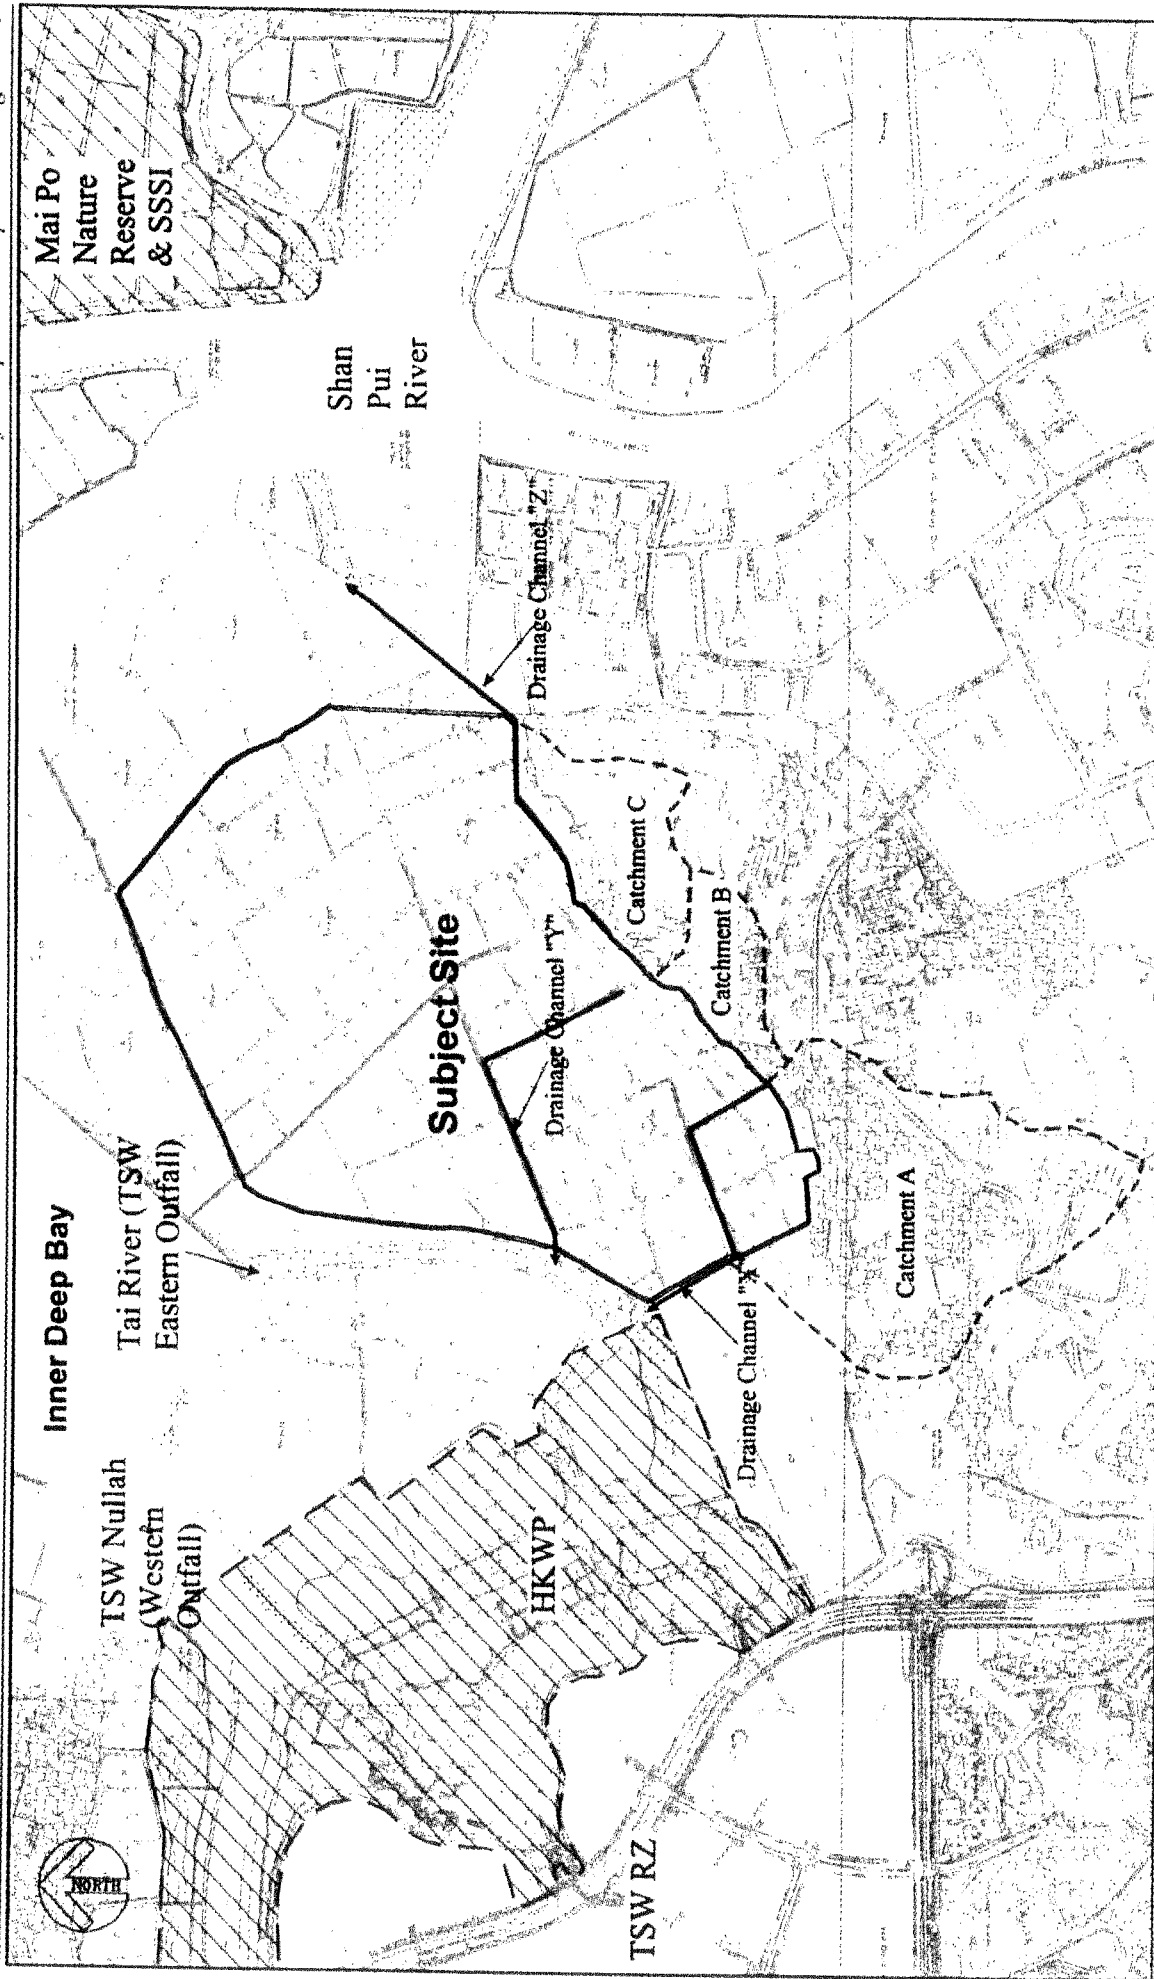 Mai Po
Nature
Reserve
& SSSI
Shan
Pui
River
Drainage Channel "Z"
Inner Deep Bay
Tai River (TSW
Eastern Outfall)
TSW Nullah
(Western
Outfall)
Subject Site
Drainage Channel "Y"
Catchment C
Catchment B
Catchment A
Drainage Channel "X"
HKWP
TSW RZ
NORTH